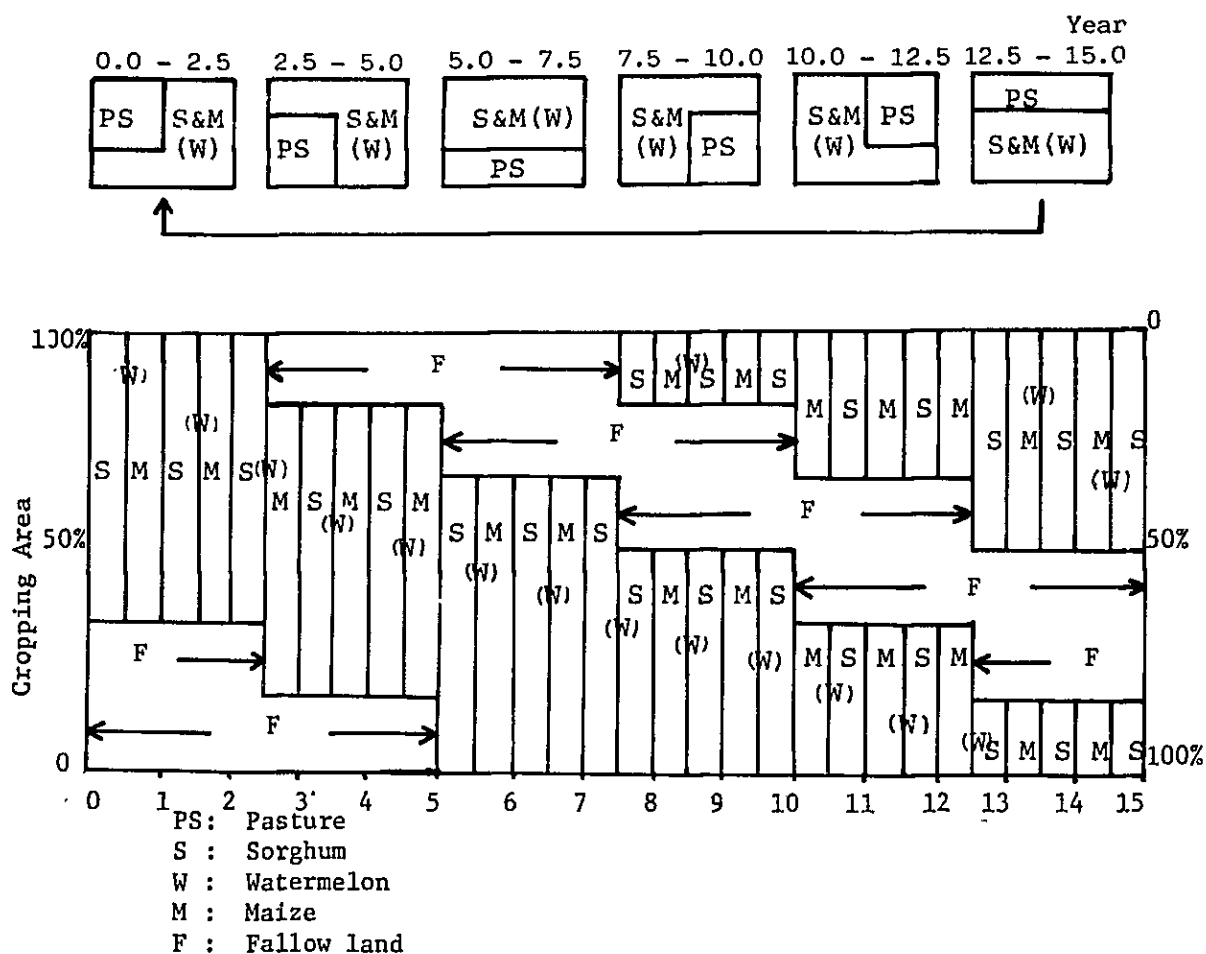 Year
0.0 - 2.5 2.5 - 5.0 5.0 - 7.5 7.5 - 10.0 10.0 - 12.5 12.5 - 15.0
PS S&M (W)
PS S&M (W)
S&M(W) PS
S&M (W) PS
S&M (W) PS
PS S&M(W)
100% 0
F
(W) (W)
S M S M S
(W)
S M S M S
(W)
F
M S M S M
S M S M S
(W) (W)
M S M S M (W)
(W) (W)
F
Cropping Area
50% 50%
S M S M S
(W) (W) (W)
S M S M S
(W) (W)
F
F
F
M S M S M
(W) (W) (W)
F
F
S M S M S
0 100%
0 1 2 3 4 5 6 7 8 9 10 11 12 13 14 15
PS: Pasture
S : Sorghum
W : Watermelon
M : Maize
F : Fallow land